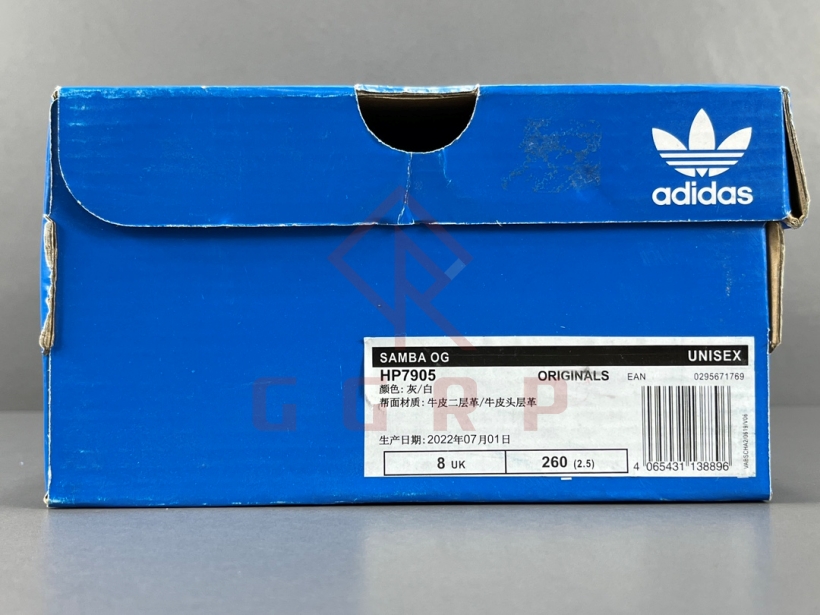 adidas
SAMBA OG UNISEX
HP7905 ORIGINALS EAN 0295671769
颜色: 灰/白
帮面材质: 牛皮二层革/牛皮头层革
生产日期: 2022年07月01日
8 UK 260 (2.5)
4 065431 138896
GGRP